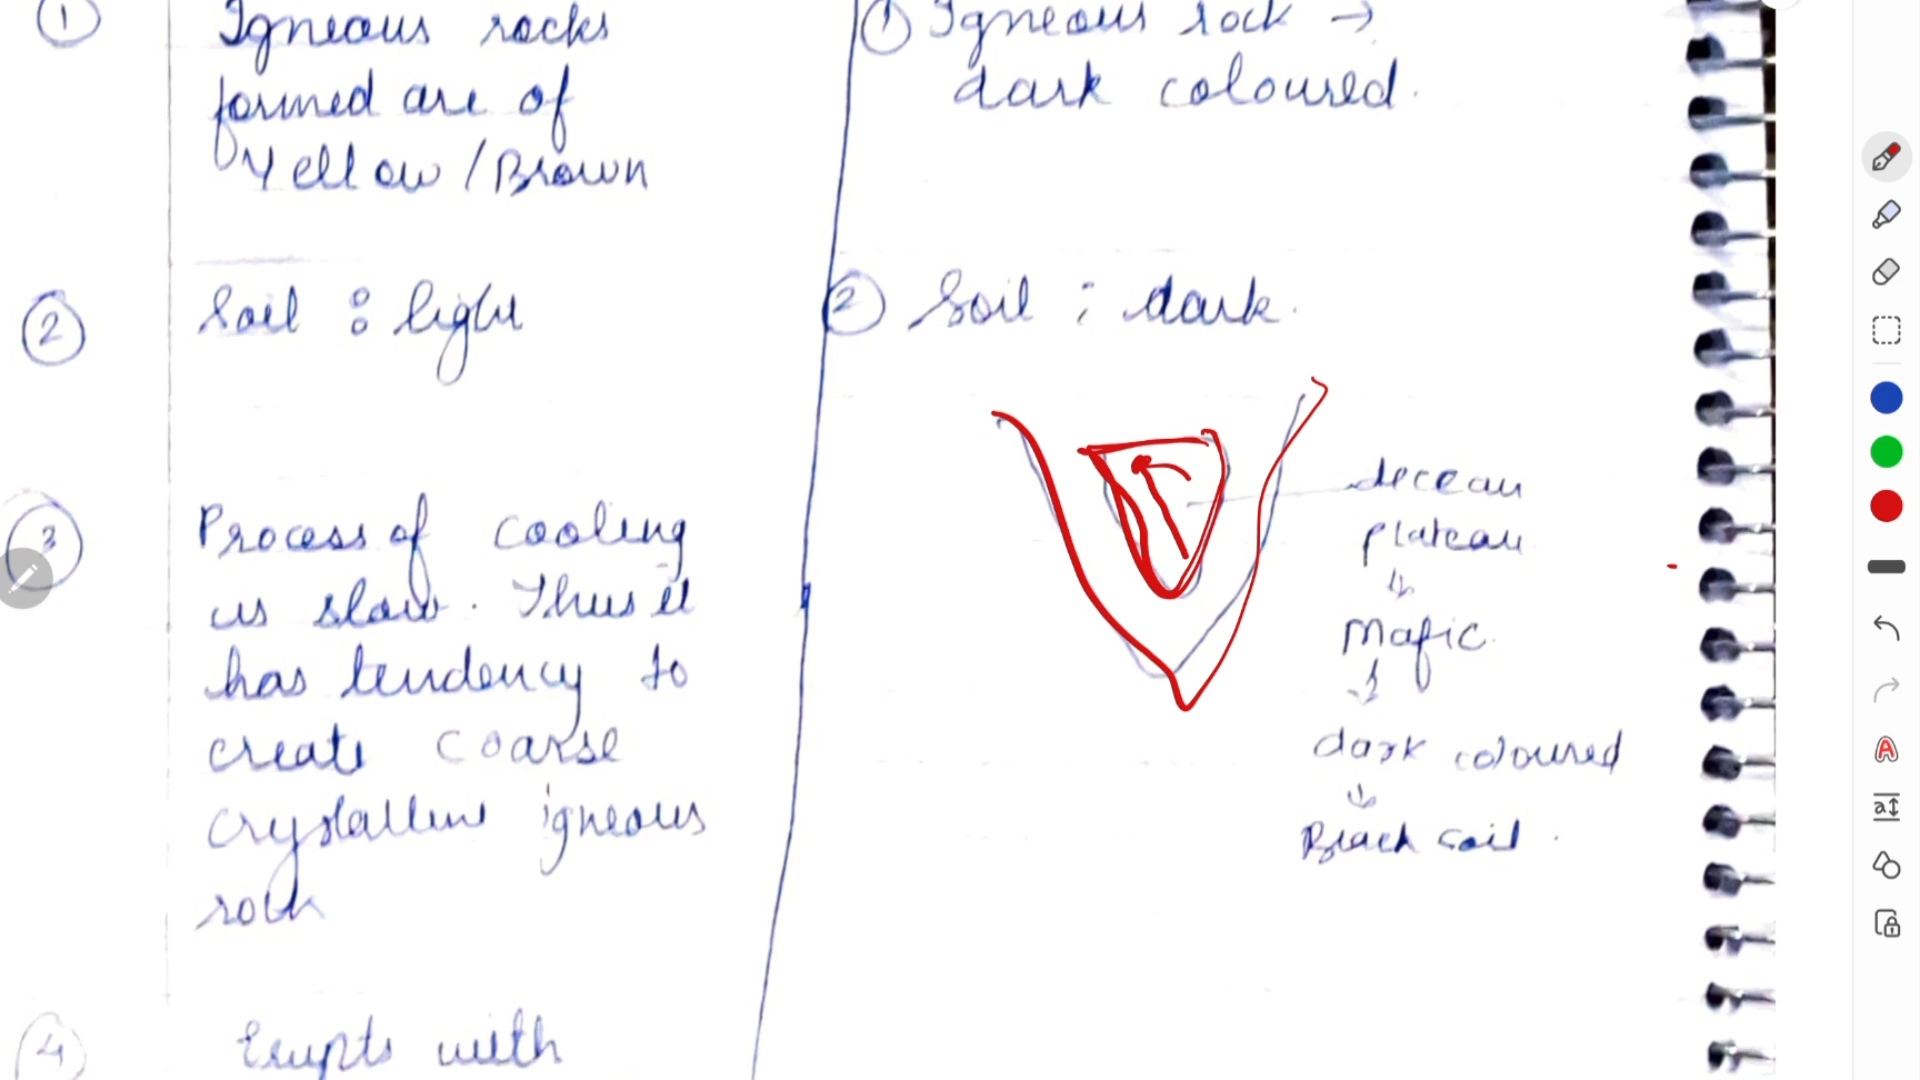 1
Igneous rocks
formed are of
Yellow/Brown
2
Soil : light
3
Process of cooling
is slow. Thus it
has tendency to
create coarse
crystalline igneous
rock
4
Erupts with
1 Igneous rock →
dark coloured.
2 Soil : dark.
deccan
plateau
↓
Mafic
↓
dark coloured
↓
Black soil.